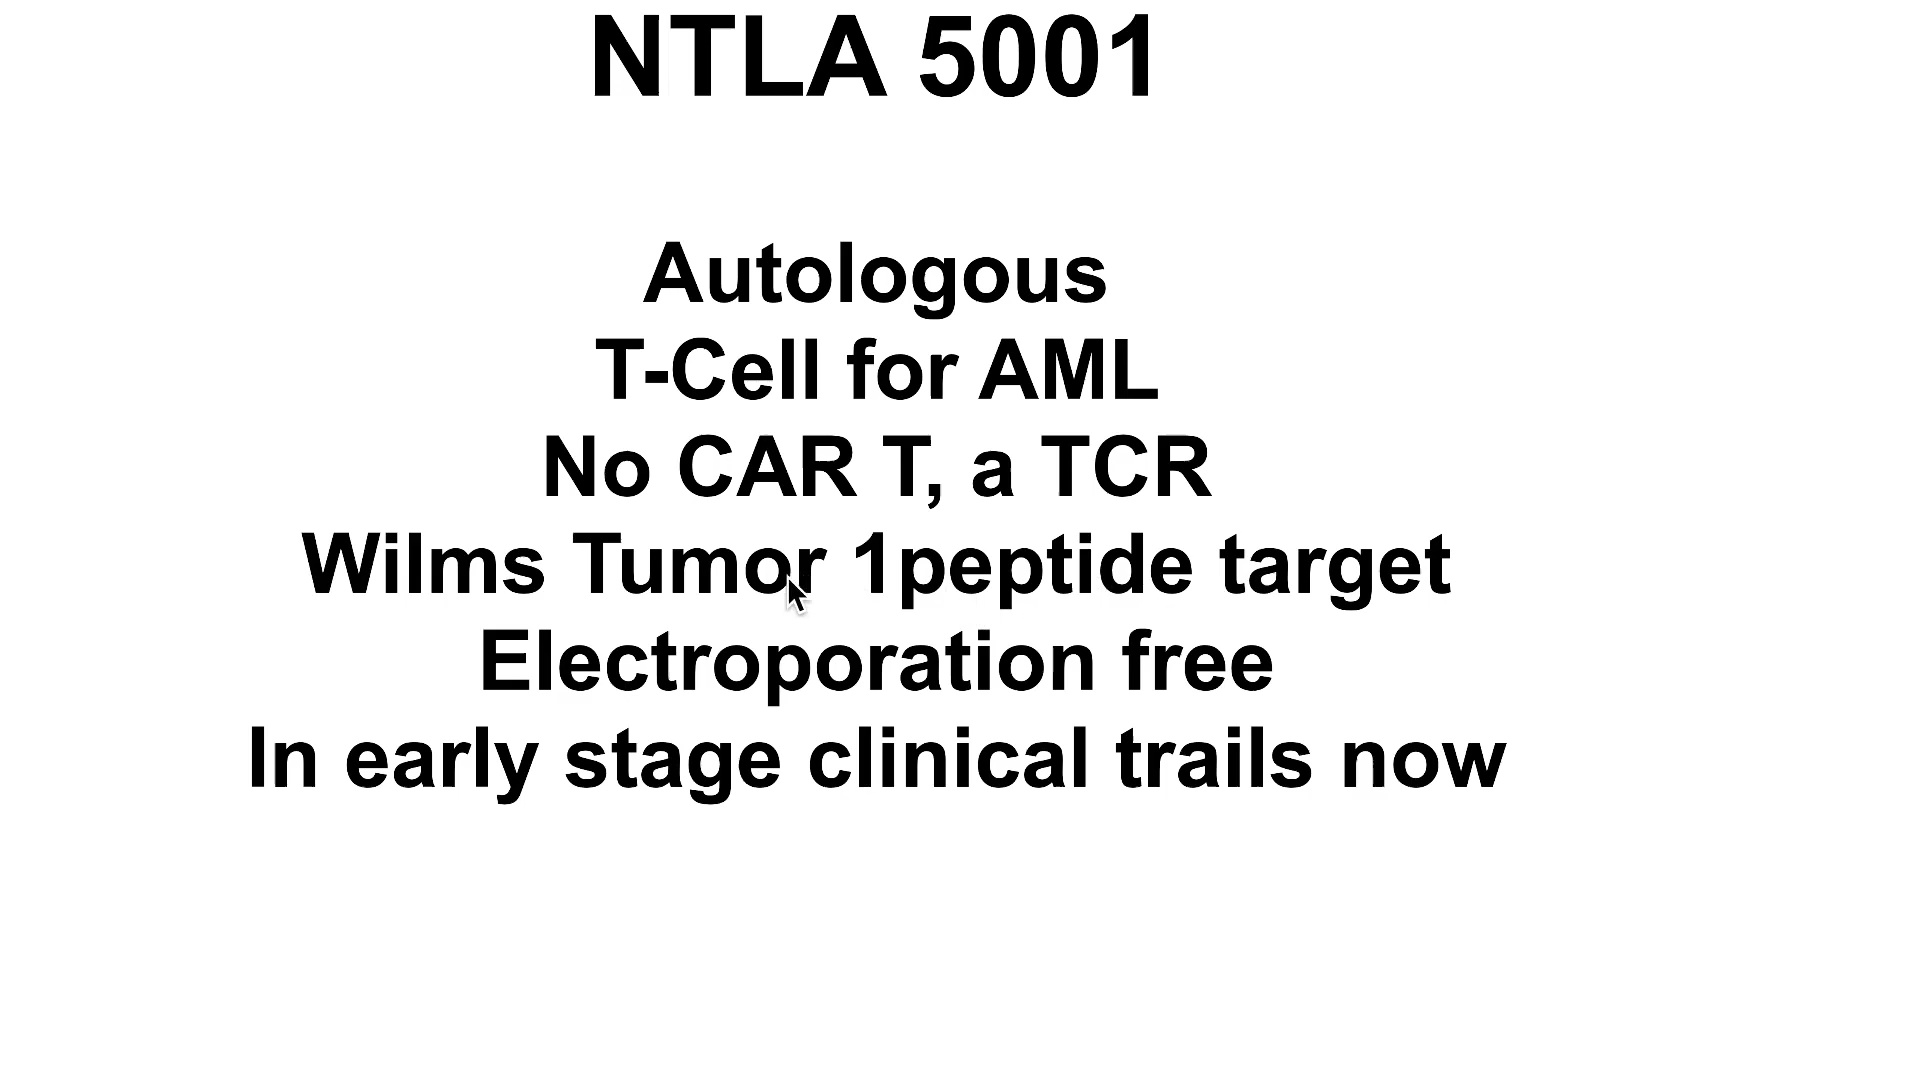 NTLA 5001
Autologous
T-Cell for AML
No CAR T, a TCR
Wilms Tumor 1peptide target
Electroporation free
In early stage clinical trails now